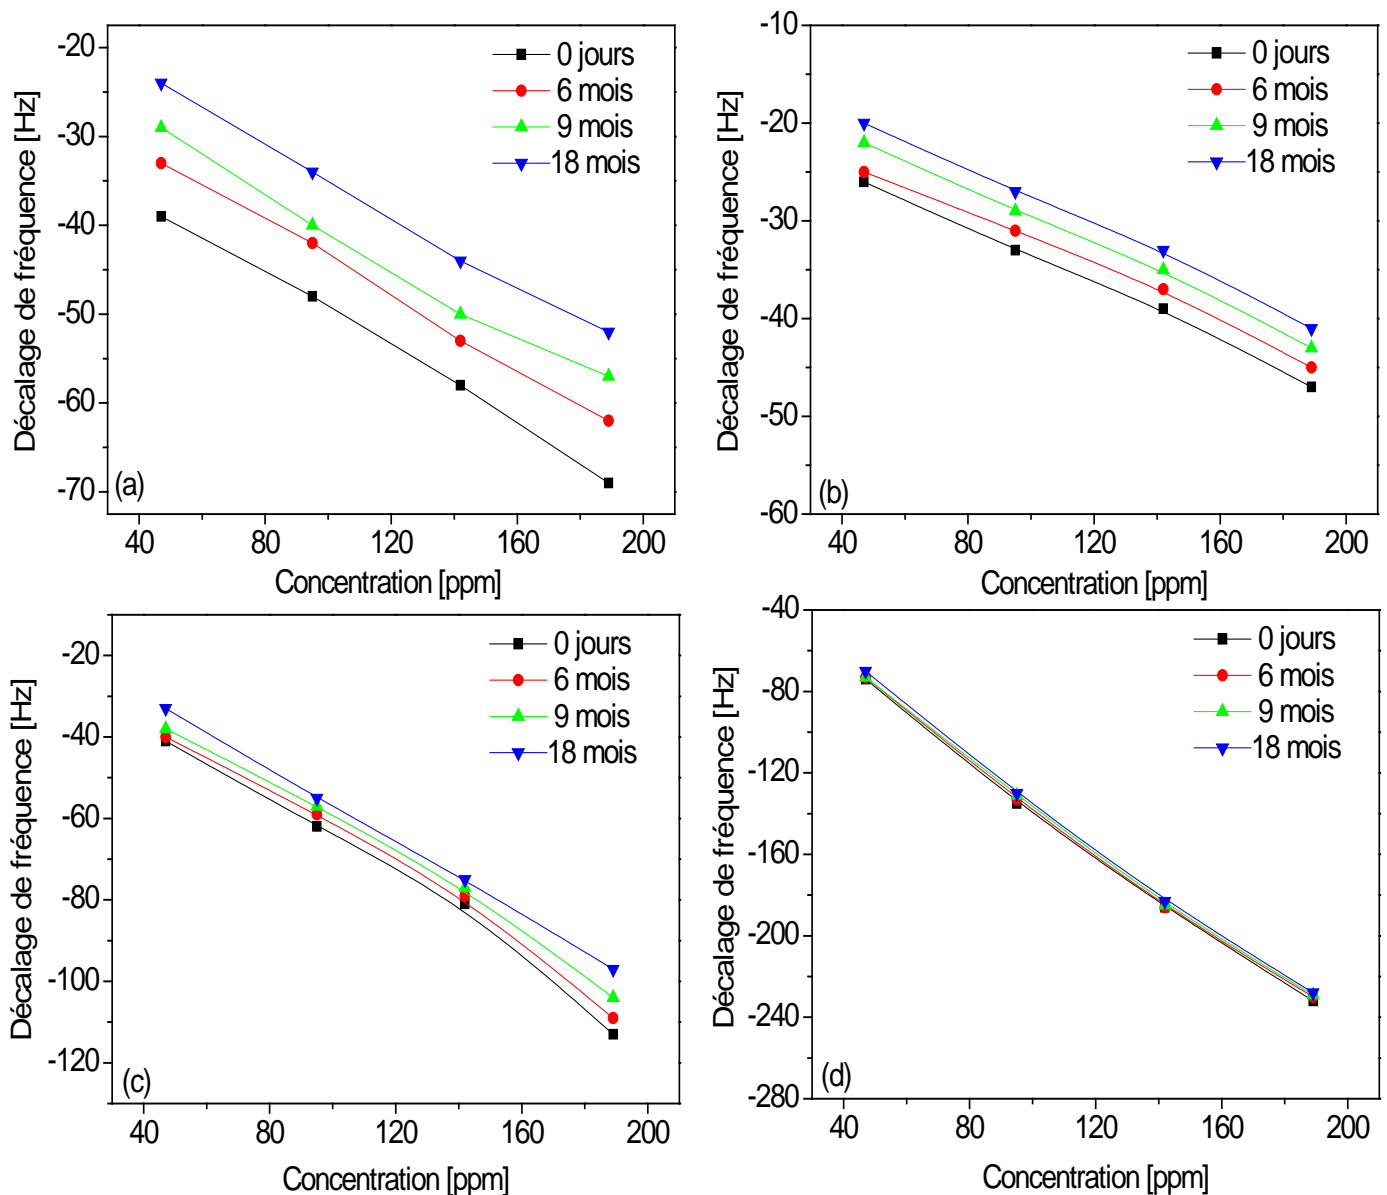 Décalage de fréquence [Hz]
-20
-30
-40
-50
-60
-70
0 jours
6 mois
9 mois
18 mois
(a)
40 80 120 160 200
Concentration [ppm]
Décalage de fréquence [Hz]
-10
-20
-30
-40
-50
-60
0 jours
6 mois
9 mois
18 mois
(b)
40 80 120 160 200
Concentration [ppm]
Décalage de fréquence [Hz]
-20
-40
-60
-80
-100
-120
0 jours
6 mois
9 mois
18 mois
(c)
40 80 120 160 200
Concentration [ppm]
Décalage de fréquence [Hz]
-40
-80
-120
-160
-200
-240
-280
0 jours
6 mois
9 mois
18 mois
(d)
40 80 120 160 200
Concentration [ppm]